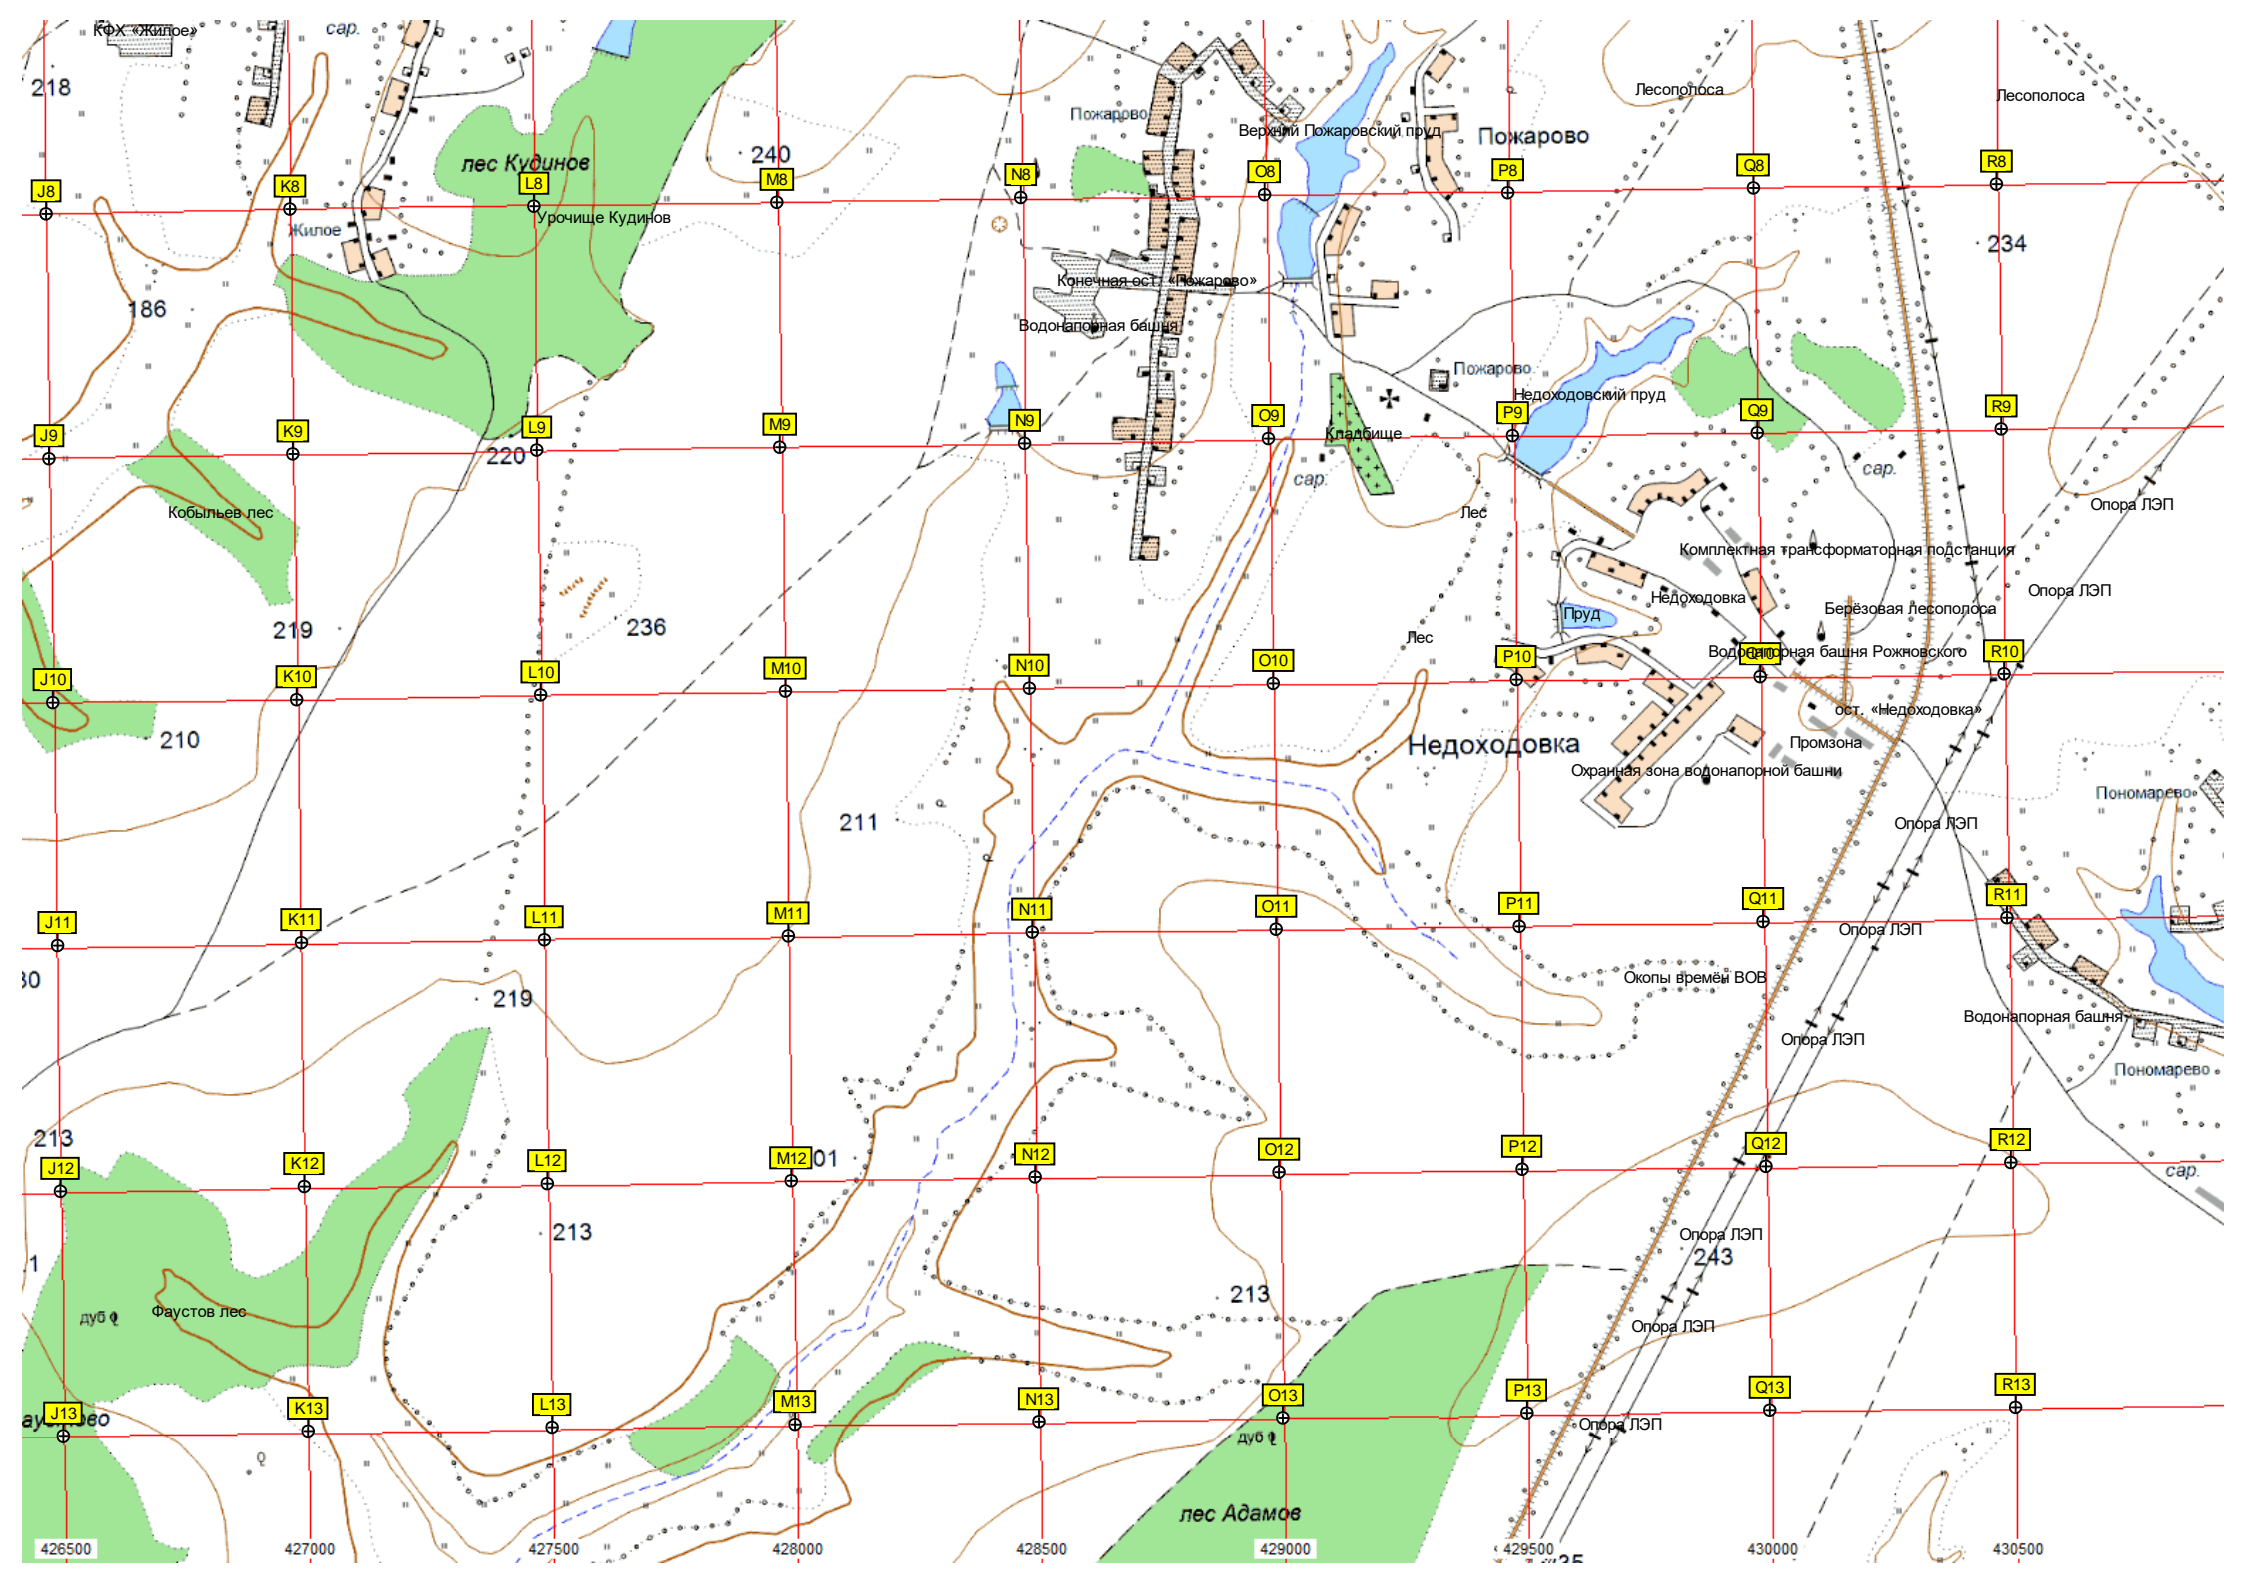 КФХ «Жилое»
сар.
218
Лесополоса
Лесополоса
Пожарово
Верхний Пожаровский пруд
Пожарово
240
лес Кудинов
J8
K8
L8
M8
N8
O8
P8
Q8
R8
Урочище Кудинов
Жилое
234
186
Конечная ост. «Пожарово»
Водонапорная башня
Пожарово
Недоходовский пруд
J9
K9
L9
M9
N9
O9
P9
Q9
R9
Кладбище
220
сар.
сар.
Кобыльев лес
Лес
Опора ЛЭП
Комплектная трансформаторная подстанция
Опора ЛЭП
Недоходовка
Берёзовая лесополоса
Пруд
219
236
Лес
Водонапорная башня Рожновского
J10
K10
L10
M10
N10
O10
P10
Q10
R10
ост. «Недоходовка»
210
Недоходовка
Промзона
Охранная зона водонапорной башни
Пономарево
211
Опора ЛЭП
J11
K11
L11
M11
N11
O11
P11
Q11
R11
Опора ЛЭП
30
Окопы времён ВОВ
219
Водонапорная башня
Опора ЛЭП
Пономарево
213
J12
K12
L12
M12
01
N12
O12
P12
Q12
R12
сар.
213
Опора ЛЭП
243
1
213
Фаустов лес
дуб
Опора ЛЭП
J13
K13
L13
M13
N13
O13
P13
Q13
R13
Опора ЛЭП
дуб
лес Адамов
426500
427000
427500
428000
428500
429000
429500
430000
430500